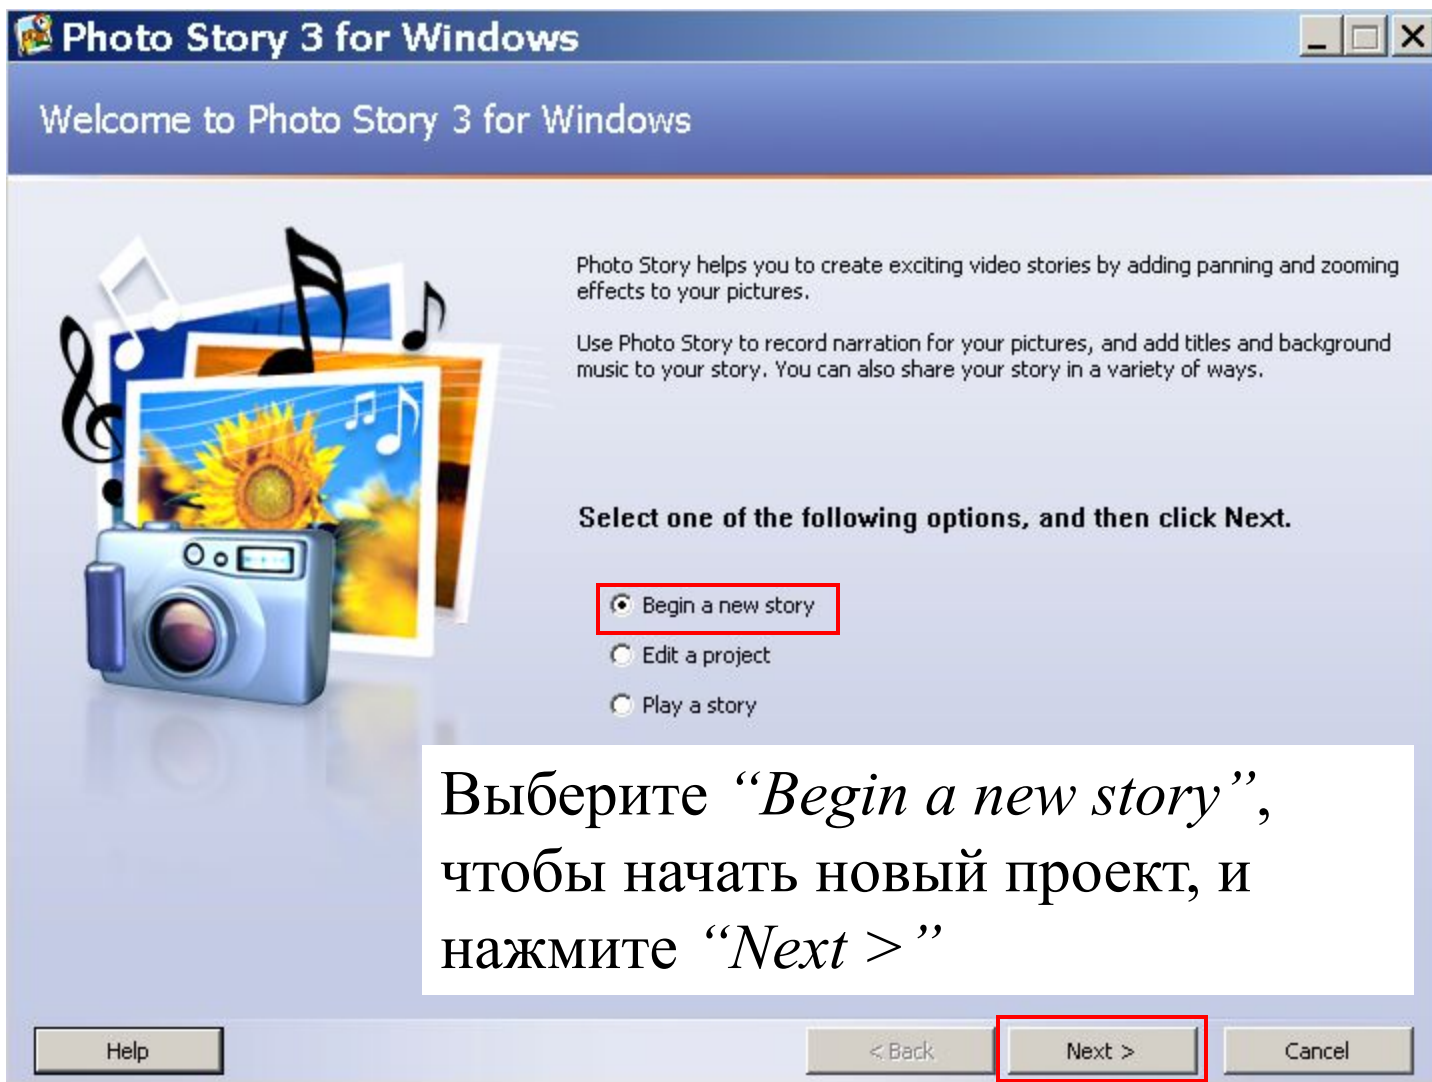 Photo Story 3 for Windows
Welcome to Photo Story 3 for Windows
Photo Story helps you to create exciting video stories by adding panning and zooming
effects to your pictures.
Use Photo Story to record narration for your pictures, and add titles and background
music to your story. You can also share your story in a variety of ways.
Select one of the following options, and then click Next.
Begin a new story
Edit a project
Play a story
Выберите “Begin a new story”,
чтобы начать новый проект, и
нажмите “Next >”
Help
< Back
Next >
Cancel